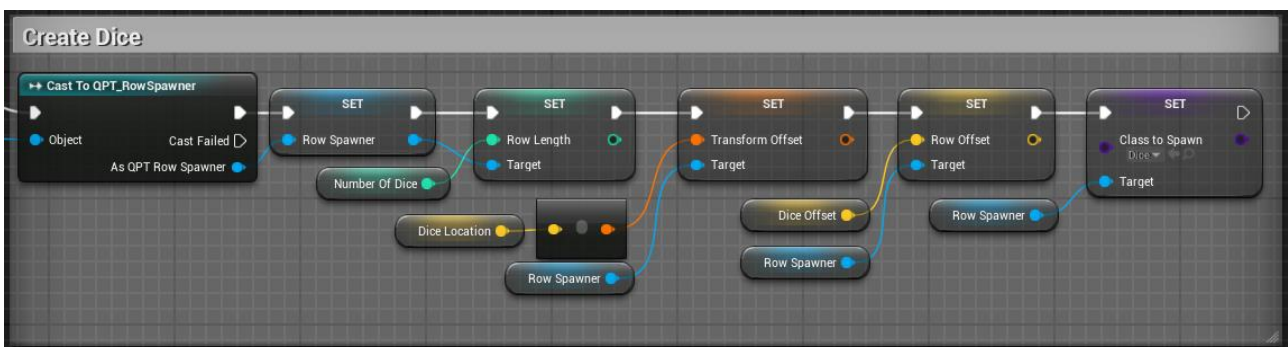 Create Dice
Cast To QPT_RowSpawner
Object
Cast Failed
As QPT Row Spawner
SET
Row Spawner
Number Of Dice
SET
Row Length
Target
Dice Location
Row Spawner
SET
Transform Offset
Target
Dice Offset
Row Spawner
SET
Row Offset
Target
Row Spawner
SET
Class to Spawn
Dice
Target